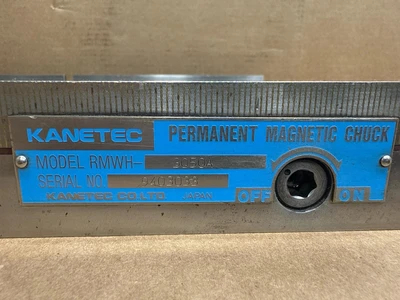 KANETEC PERMANENT MAGNETIC CHUCK
MODEL RMWH-
SERIAL NO.
KANETEC CO.LTD. JAPAN OFF ON